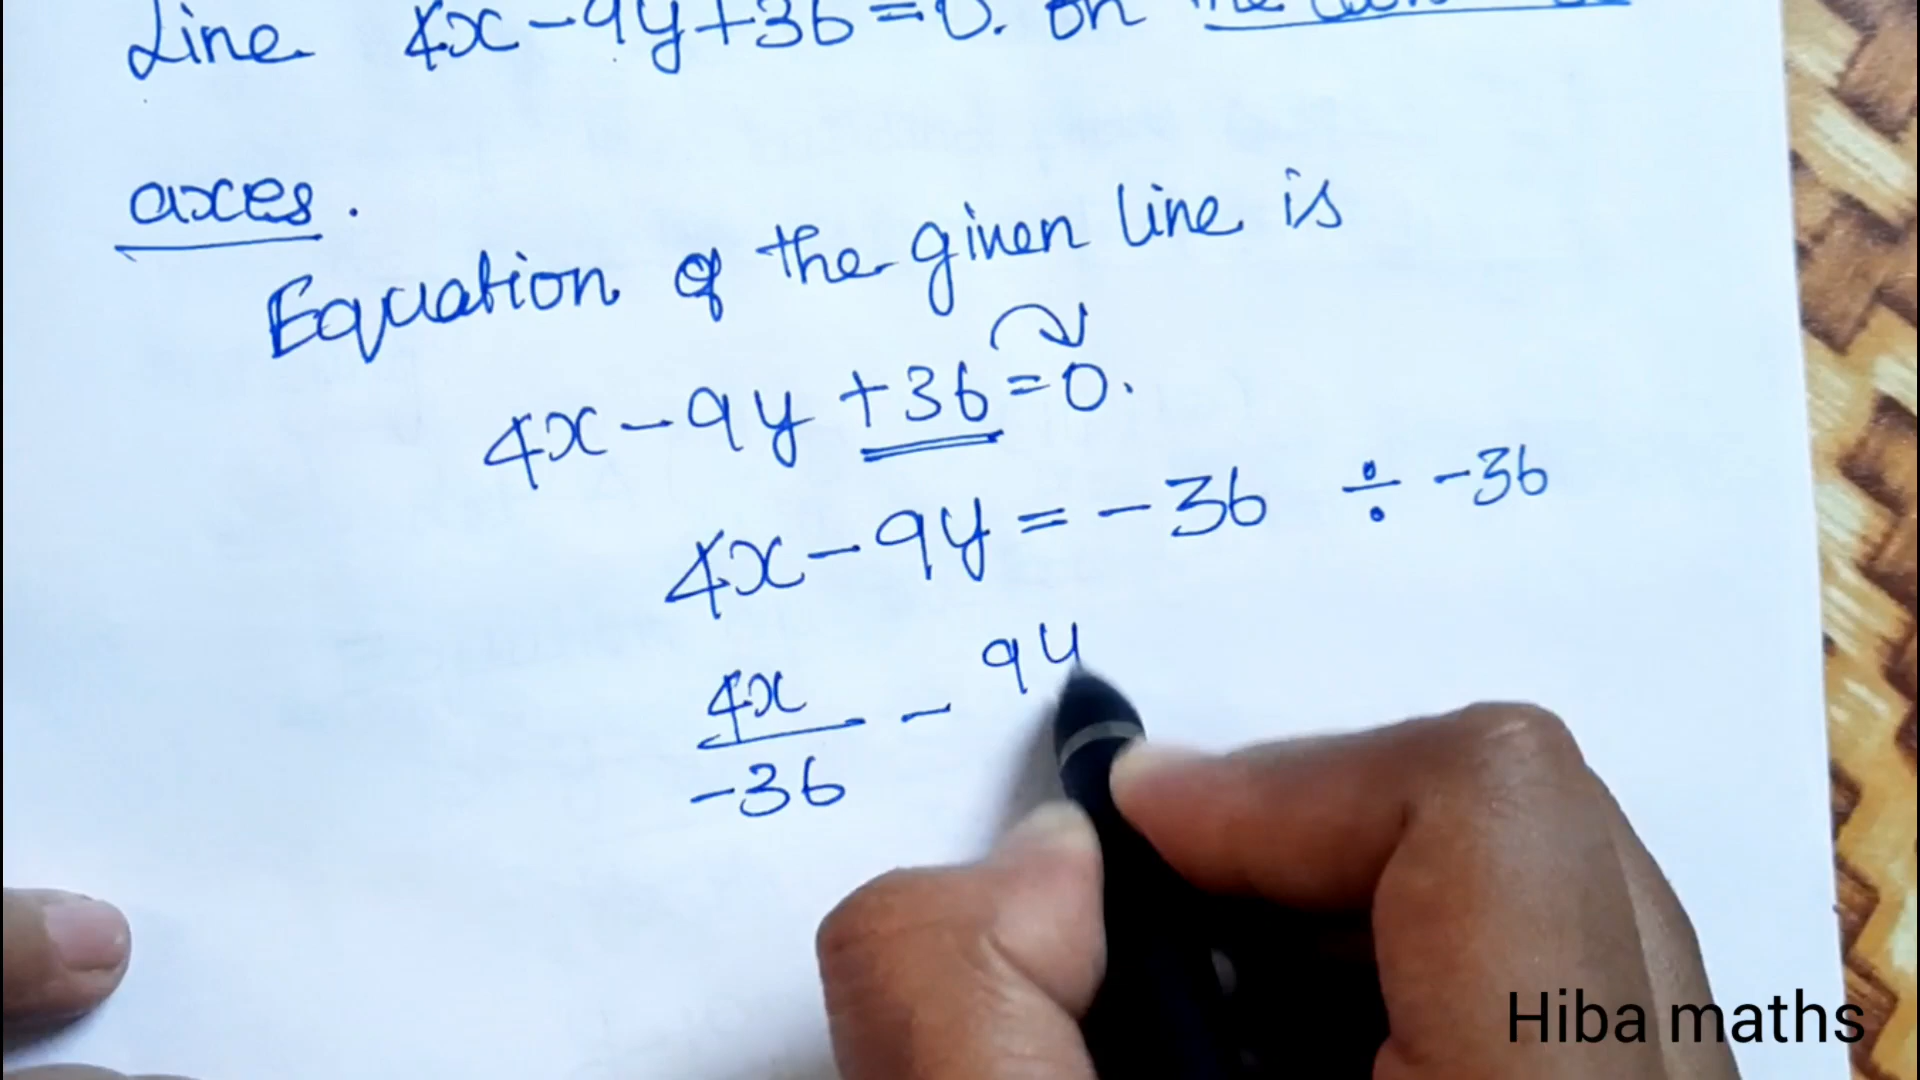 Line 4x-9y+36=0. on the
axes.
Equation of the given line is
4x-9y+36=0.
4x-9y=-36 ÷ -36
4x/-36 - 9y
Hiba maths